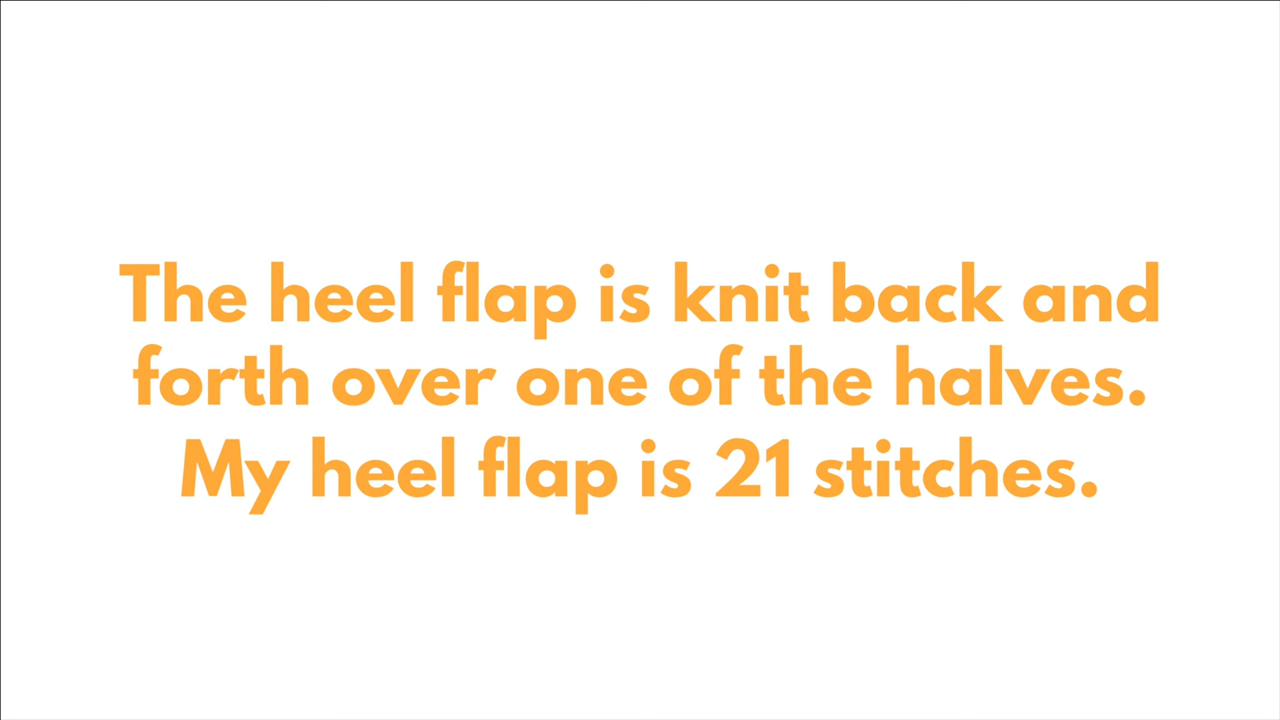 The heel flap is knit back and
forth over one of the halves.
My heel flap is 21 stitches.